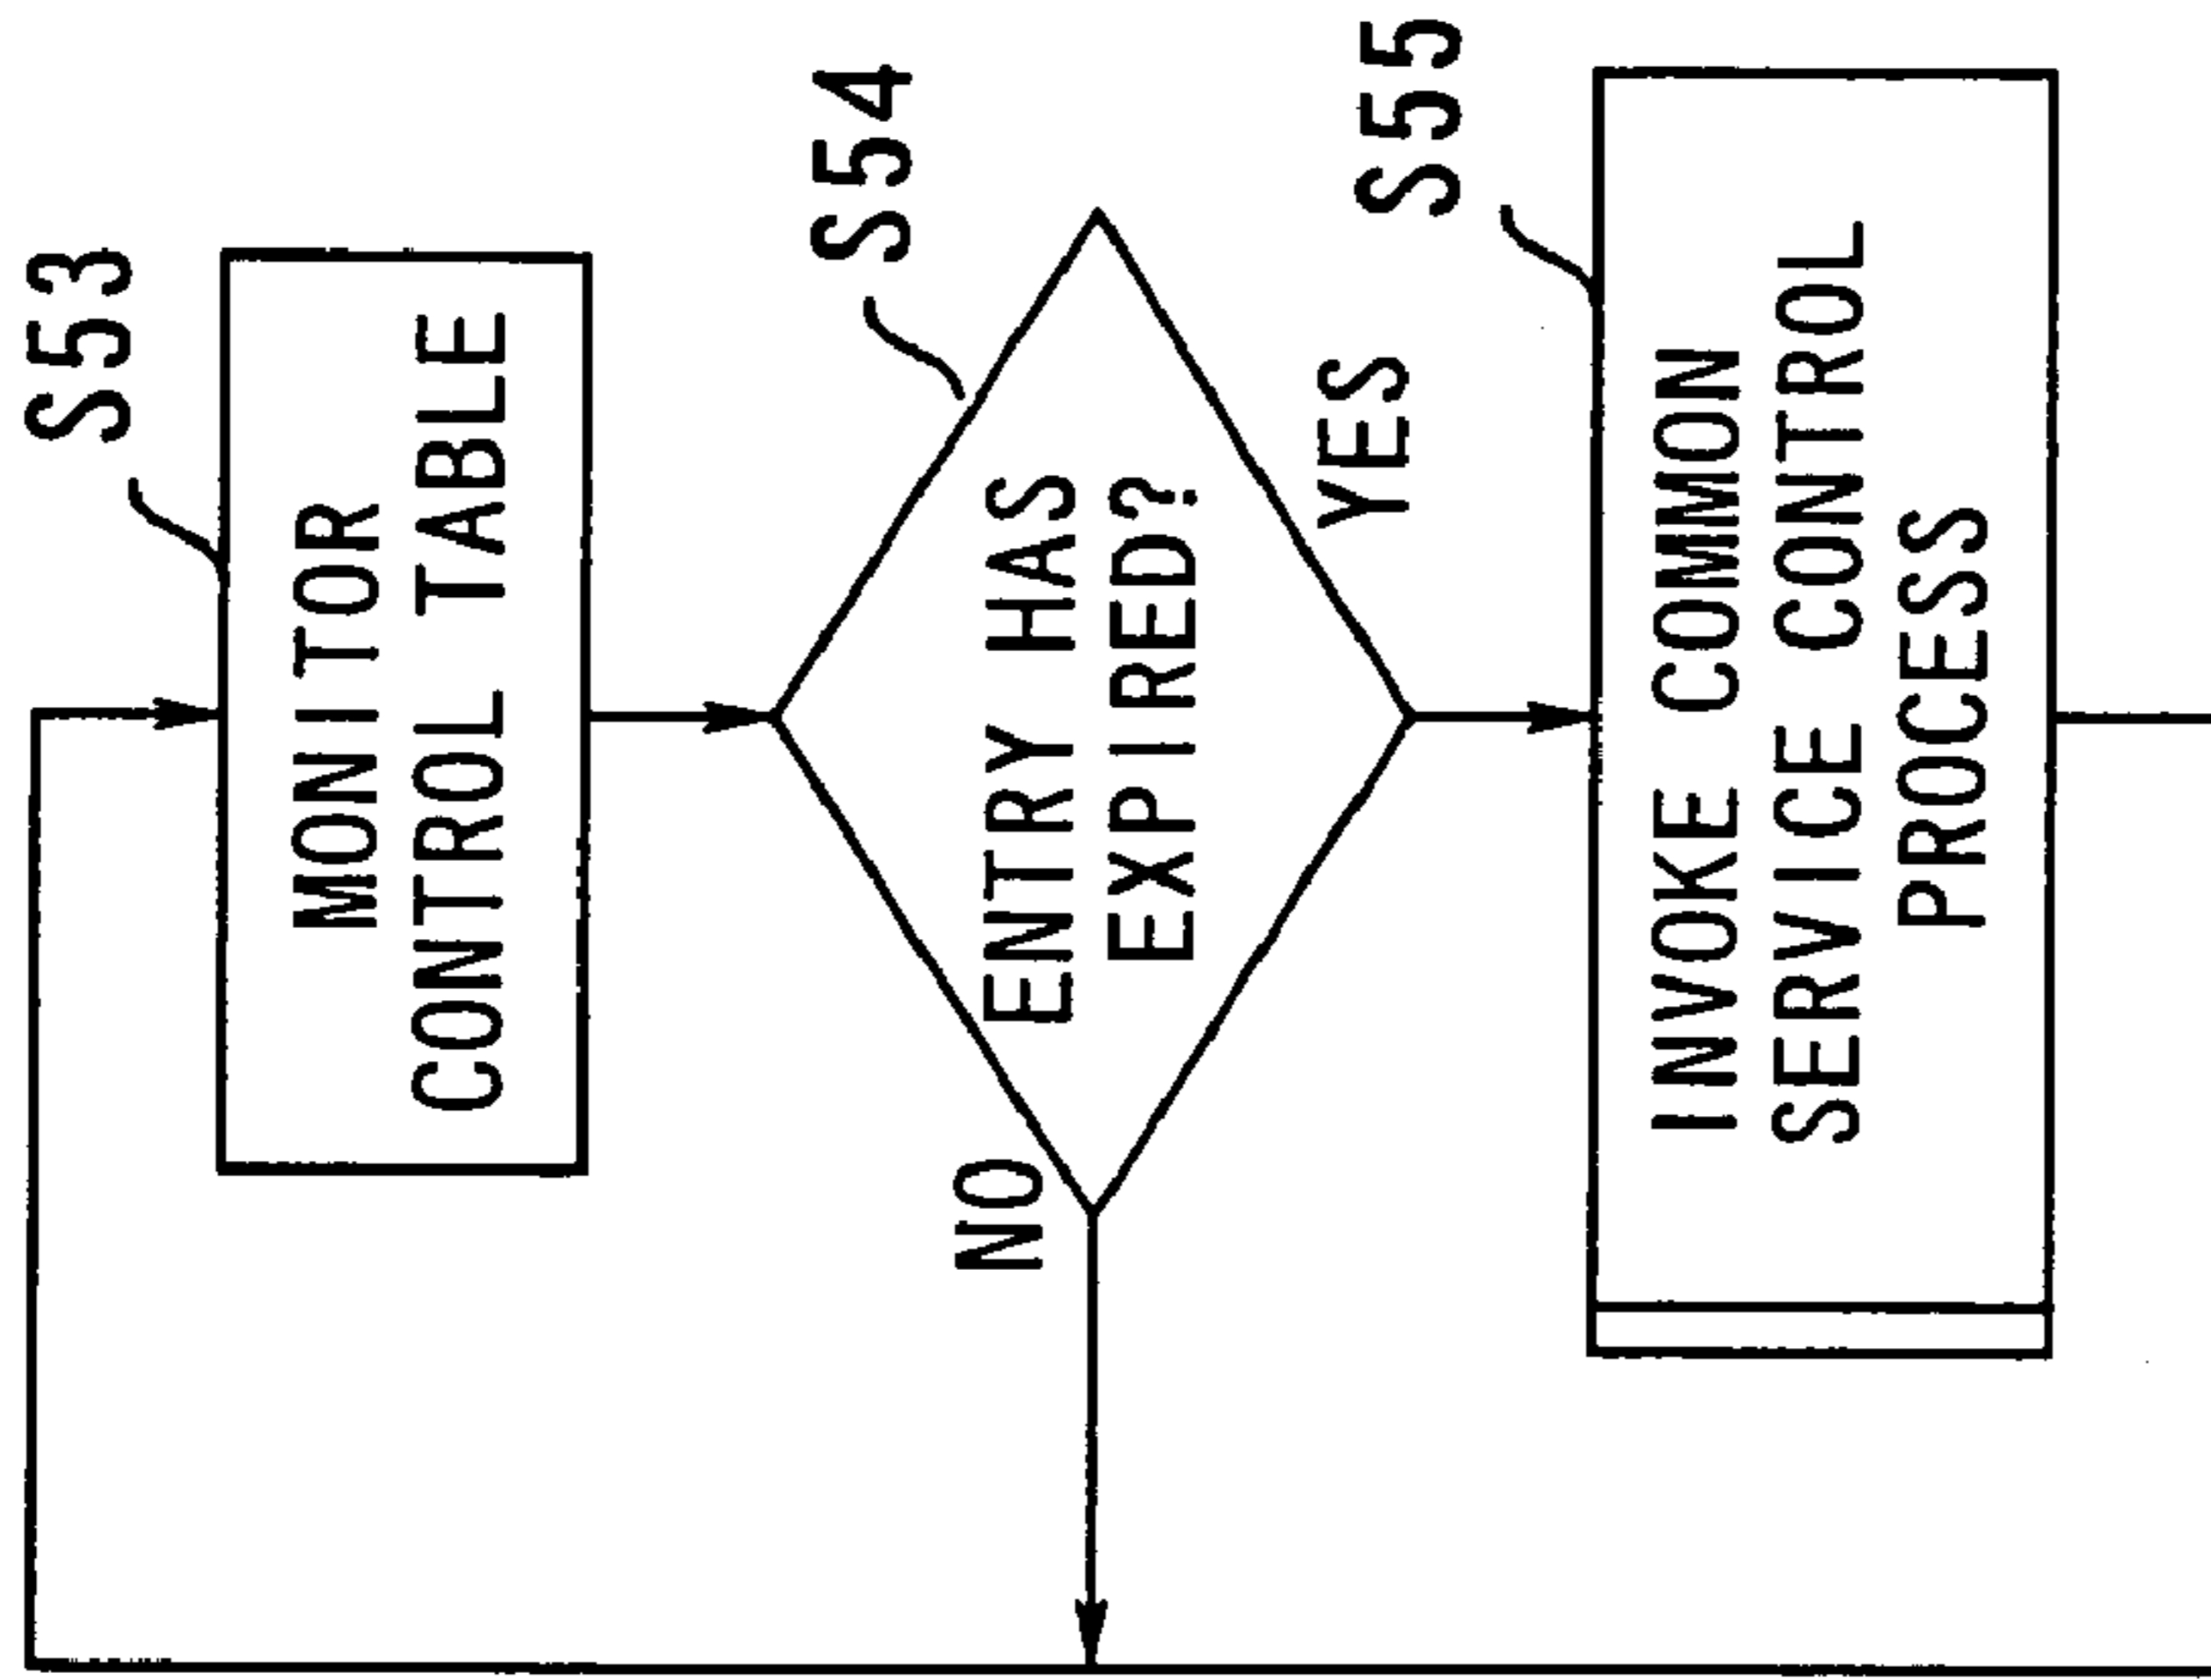 S53
MONITOR
CONTROL TABLE
S54
ENTRY HAS
EXPIRED?
NO
YES
S55
INVOKE COMMON
SERVICE CONTROL
PROCESS